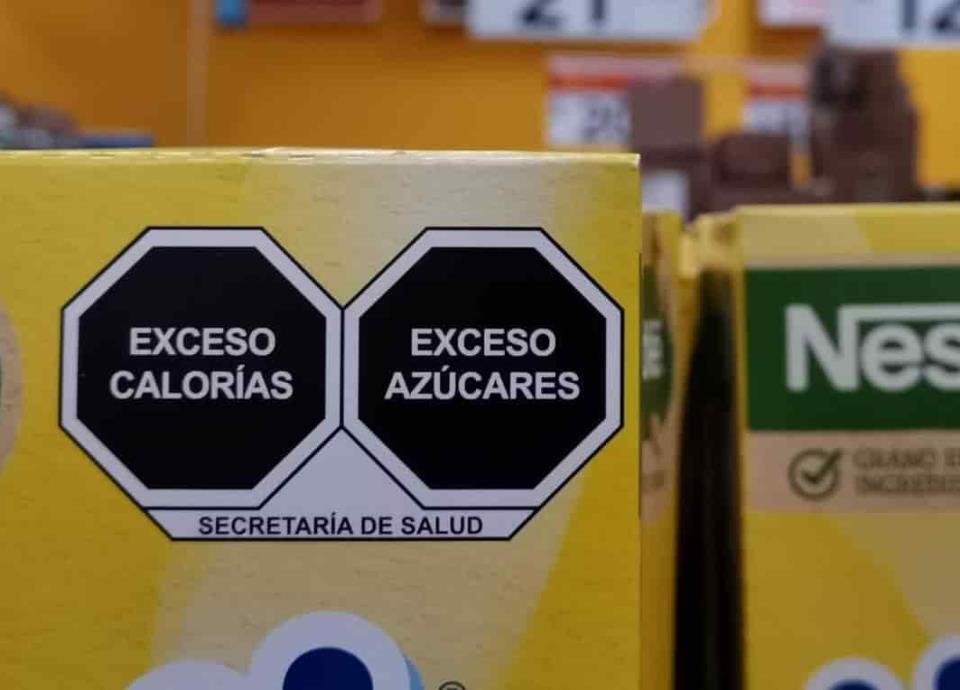 EXCESO
CALORÍAS
EXCESO
AZÚCARES
SECRETARÍA DE SALUD
Nes
®